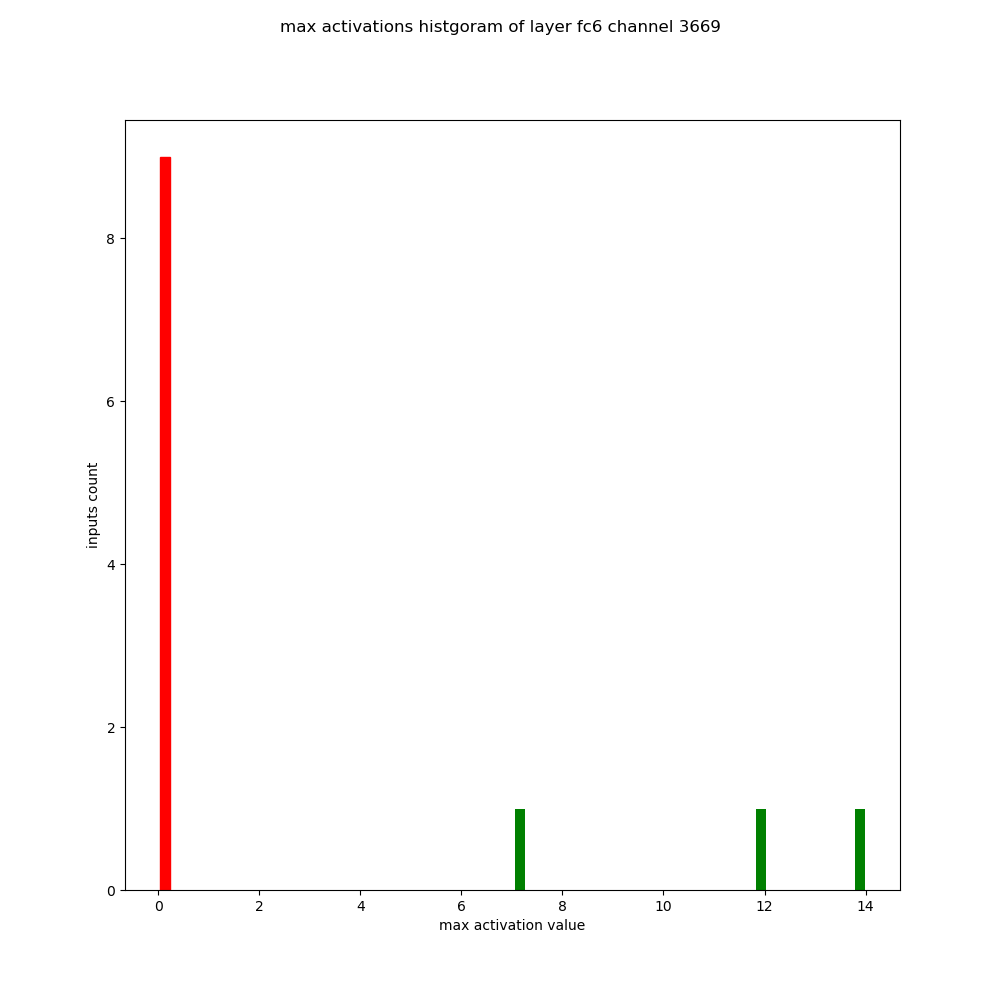 max activations histgoram of layer fc6 channel 3669
8
6
4
2
0
inputs count
0 2 4 6 8 10 12 14
max activation value